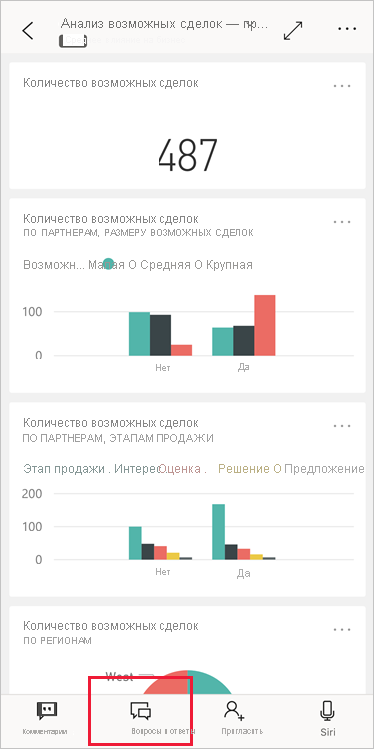 Анализ возможных сделок — пр...
Количество возможных сделок
487
Количество возможных сделок
ПО ПАРТНЕРАМ, РАЗМЕРУ ВОЗМОЖНЫХ СДЕЛОК
Возможн... Малая О Средняя О Крупная
100
0
Нет
Да
Количество возможных сделок
ПО ПАРТНЕРАМ, ЭТАПАМ ПРОДАЖИ
Этап продажи . Интерес Оценка . Решение О Предложение
200
100
0
Нет
Да
Количество возможных сделок
ПО РЕГИОНАМ
West
Комментарии
Вопросы и ответы
Пригласить
Siri